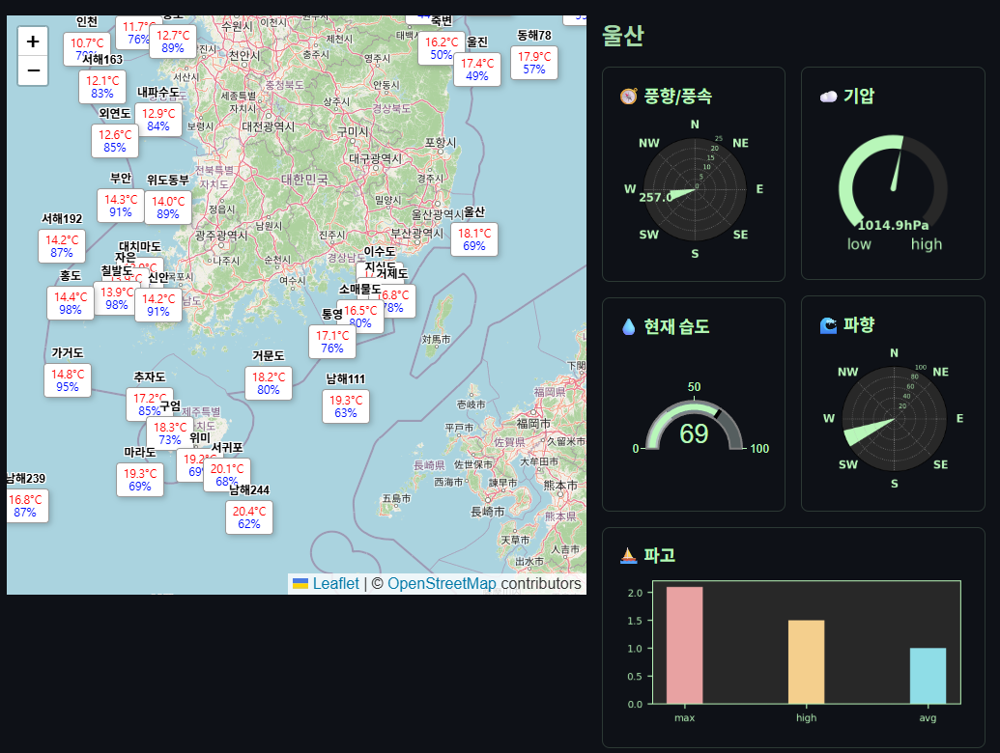 +
−
인천
10.7°C
11.7°
76%
12.7°C
89%
서해163
12.1°C
83%
내파수도
12.9°C
84%
외연도
12.6°C
85%
부안
14.3°C
91%
위도동부
14.0°C
89%
서해192
14.2°C
87%
대치마도
자은
칠발도
13.9°C
98%
신안
14.2°C
91%
홍도
14.4°C
98%
가거도
14.8°C
95%
추자도
17.2°C
85%
구엄
18.3°C
73%
마라도
19.3°C
69%
위미
19.2°
69%
서귀포
20.1°C
68%
남해244
20.4°C
62%
남해239
16.8°C
87%
거문도
18.2°C
80%
남해111
19.3°C
63%
통영
17.1°C
76%
소매물도
16.5°C
80%
이수도
지심도
거제도
16.8°C
78%
울산
18.1°C
69%
죽변
16.2°C
50%
울진
17.4°C
49%
동해78
17.9°C
57%
수원시
이천시
제천시
영주시
충주시
천안시
서산시
충청북도
안동시
세종특별
자치시
상주시
경상북도
보령시
대전광역시
구미시
포항시
대구광역시
경주시
전북특별
자치도
대한민국
밀양시
정읍시
남원시
울산광역시
광주광역시
진주시
부산광역시
나주시
순천시
경상남도
목포시
여수시
제주특별
対馬市
下関
福岡県
壱岐市
福岡市
平戸市
佐賀県
久留米市
長崎県
佐世保市
大牟田市
西海市
諫早市
熊本市
五島市
長崎市
熊本県
天草市
人吉市
出水市
Leaflet | © OpenStreetMap contributors
울산
풍향/풍속
N
NW
NE
W
E
SW
SE
S
25
20
15
10
5
0
257.0
기압
1014.9hPa
low
high
현재 습도
50
0
100
69
파향
N
NW
NE
W
E
SW
SE
S
100
80
60
40
20
파고
2.0
1.5
1.0
0.5
0.0
max
high
avg